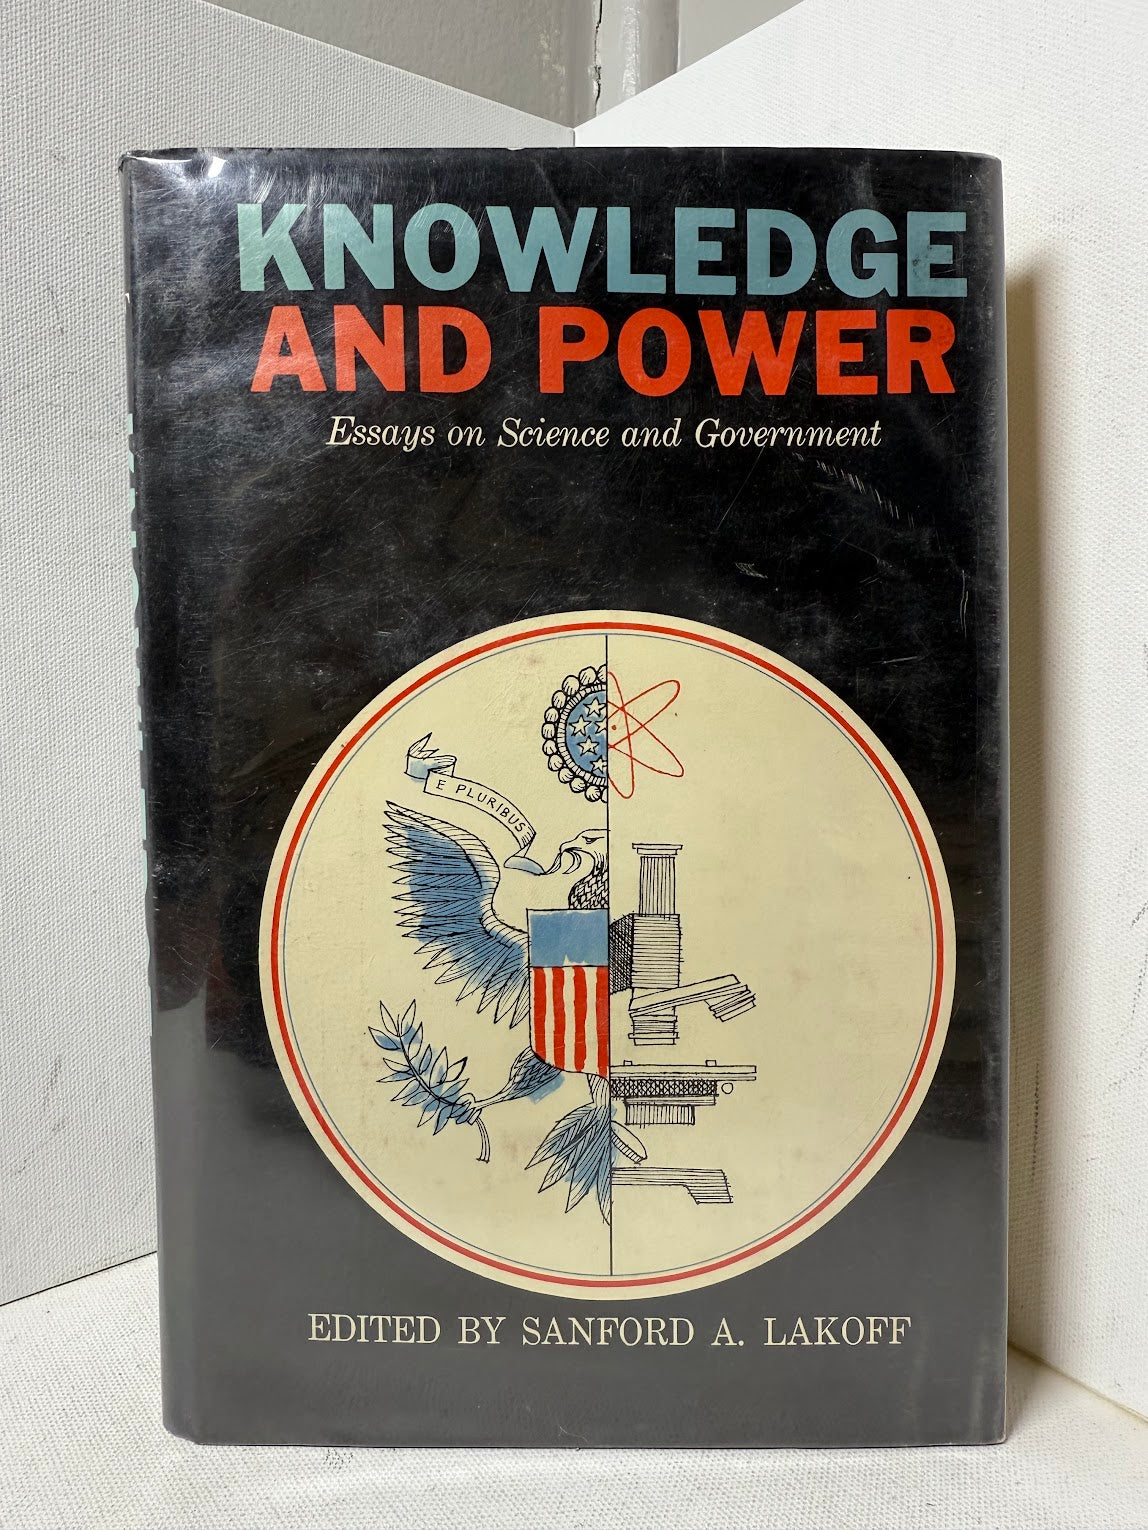 KNOWLEDGE
AND POWER
Essays on Science and Government
E PLURIBUS
EDITED BY SANFORD A. LAKOFF